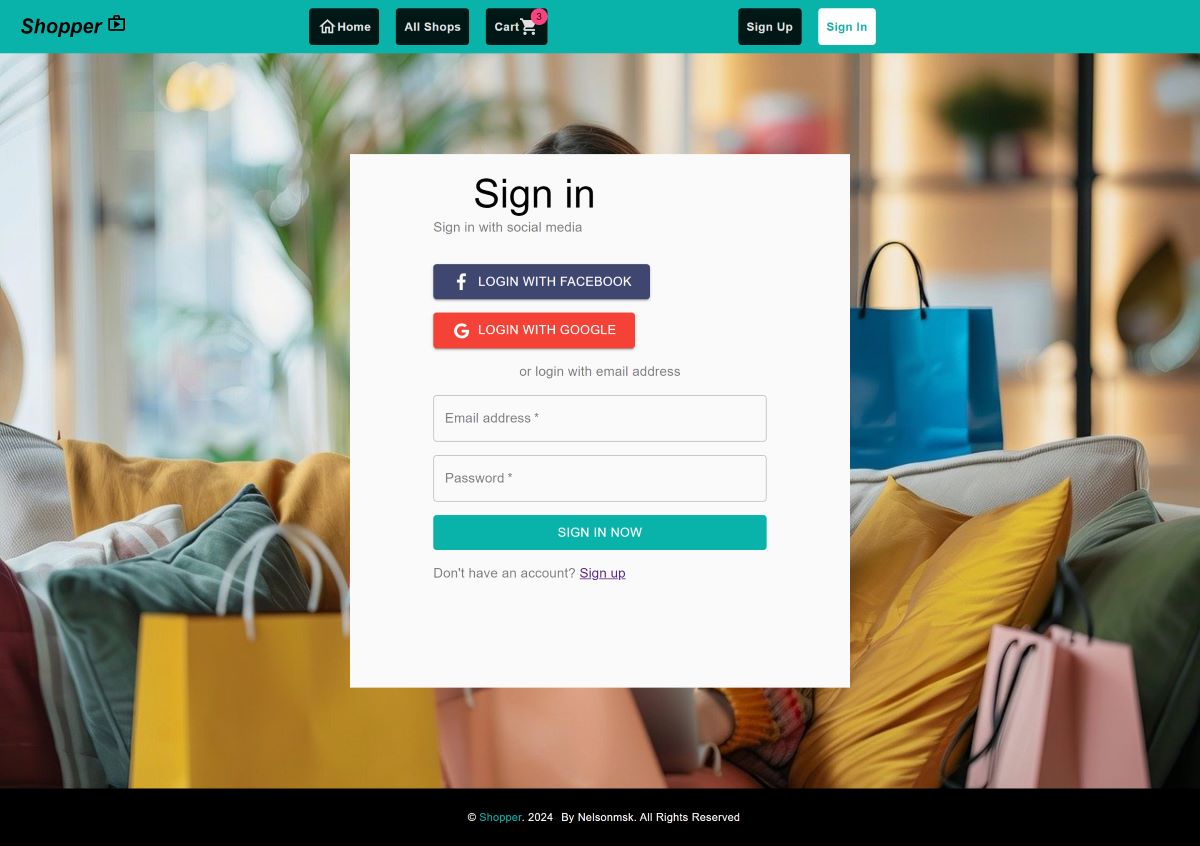 Shopper
Home
All Shops
Cart
3
Sign Up
Sign In
Sign in
Sign in with social media
LOGIN WITH FACEBOOK
LOGIN WITH GOOGLE
or login with email address
Email address *
Password *
SIGN IN NOW
Don't have an account? Sign up
© Shopper. 2024 By Nelsonmsk. All Rights Reserved